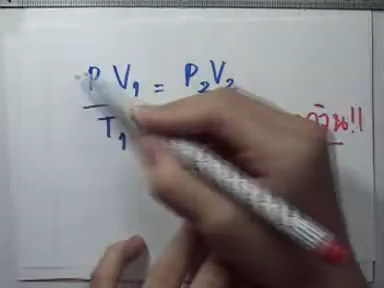 P V₁ = P₂V₂
T₁